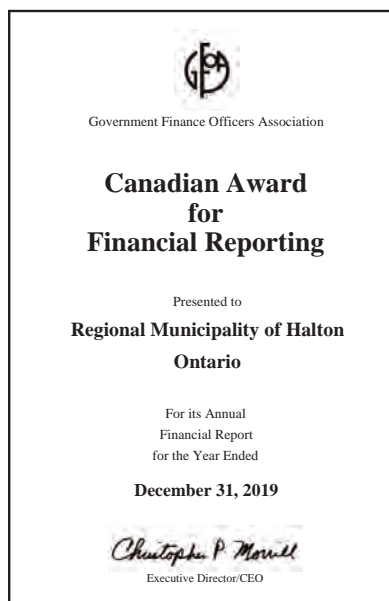 GFOA
Government Finance Officers Association
Canadian Award
for
Financial Reporting
Presented to
Regional Municipality of Halton
Ontario
For its Annual
Financial Report
for the Year Ended
December 31, 2019
Christopher P. Morrill
Executive Director/CEO